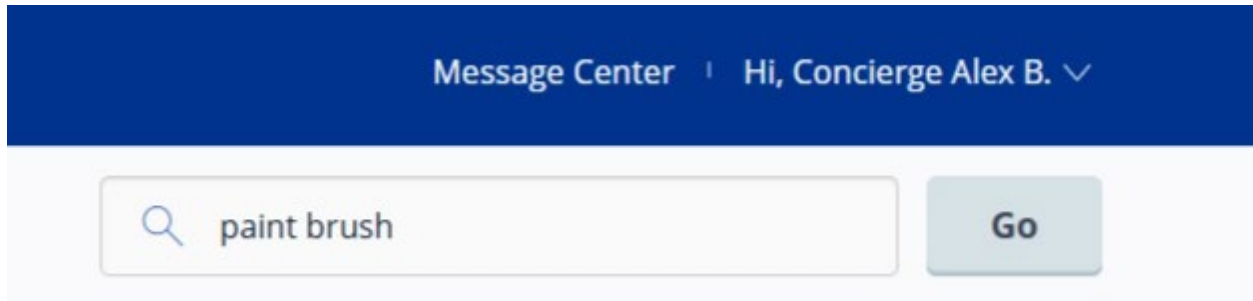 Message Center | Hi, Concierge Alex B.
paint brush Go